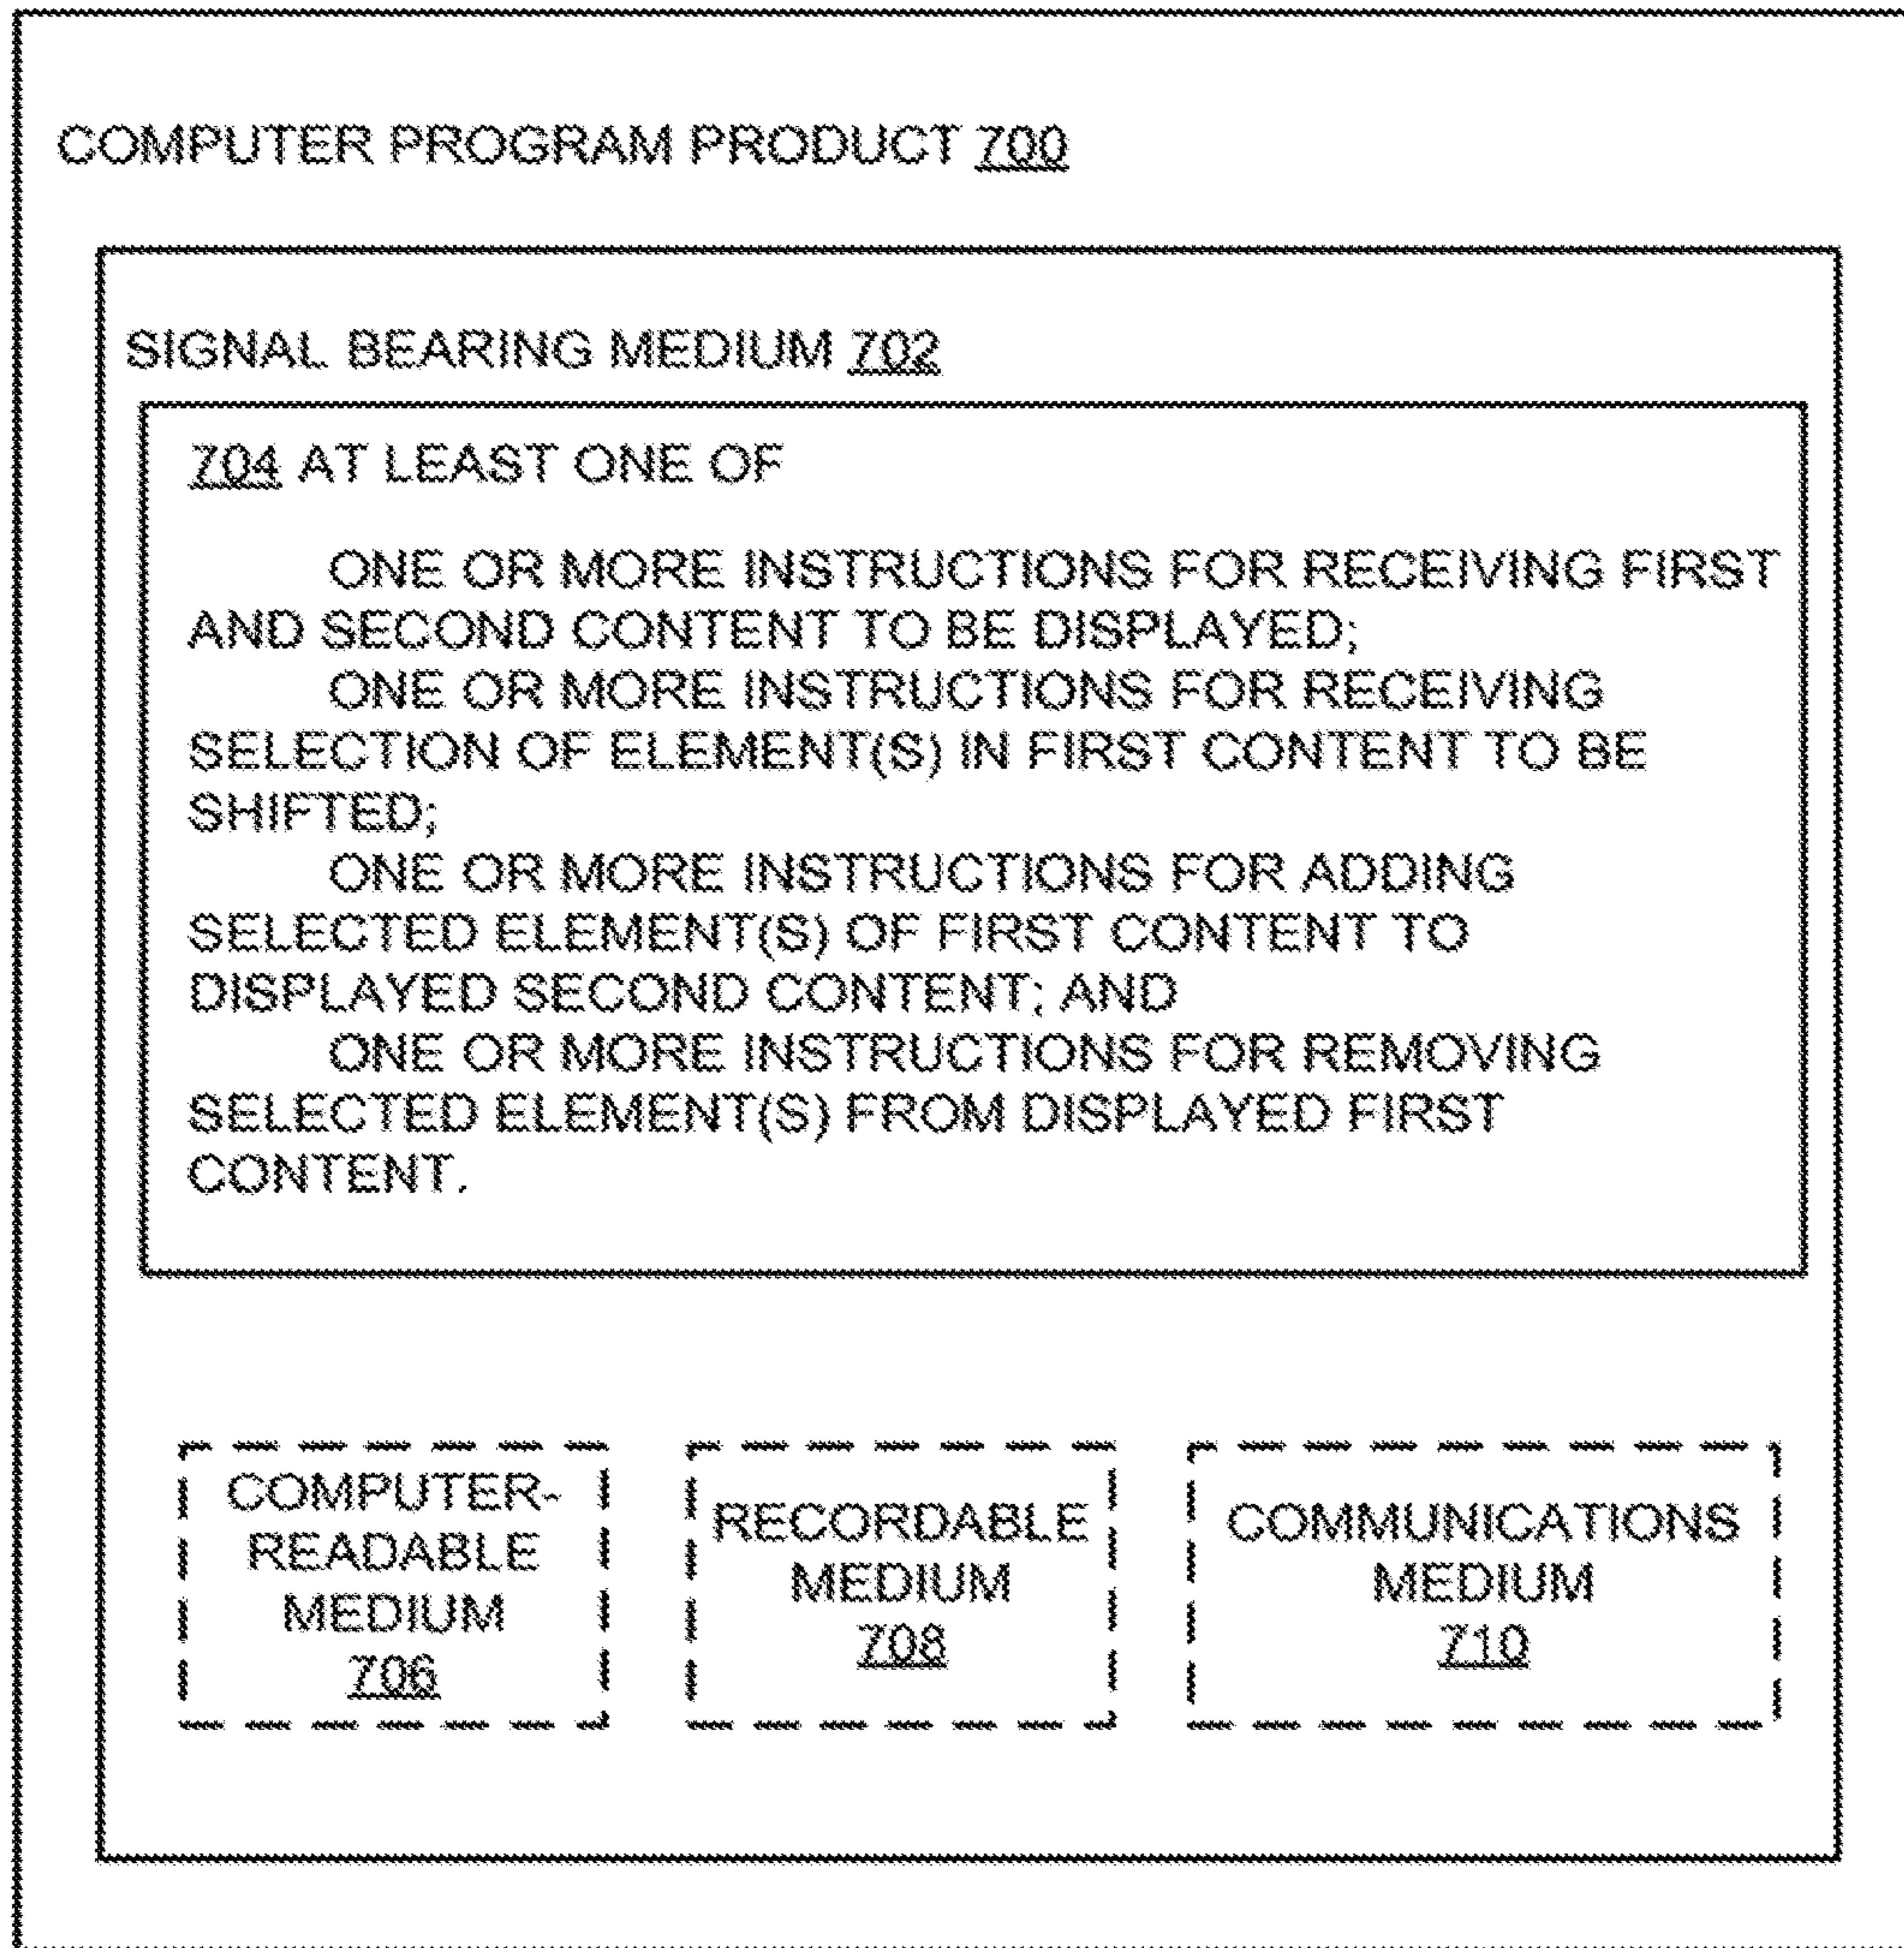 COMPUTER PROGRAM PRODUCT 700
SIGNAL BEARING MEDIUM 702
704 AT LEAST ONE OF
ONE OR MORE INSTRUCTIONS FOR RECEIVING FIRST
AND SECOND CONTENT TO BE DISPLAYED;
ONE OR MORE INSTRUCTIONS FOR RECEIVING
SELECTION OF ELEMENT(S) IN FIRST CONTENT TO BE
SHIFTED;
ONE OR MORE INSTRUCTIONS FOR ADDING
SELECTED ELEMENT(S) OF FIRST CONTENT TO
DISPLAYED SECOND CONTENT; AND
ONE OR MORE INSTRUCTIONS FOR REMOVING
SELECTED ELEMENT(S) FROM DISPLAYED FIRST
CONTENT.
COMPUTER-
READABLE
MEDIUM
706
RECORDABLE
MEDIUM
708
COMMUNICATIONS
MEDIUM
710